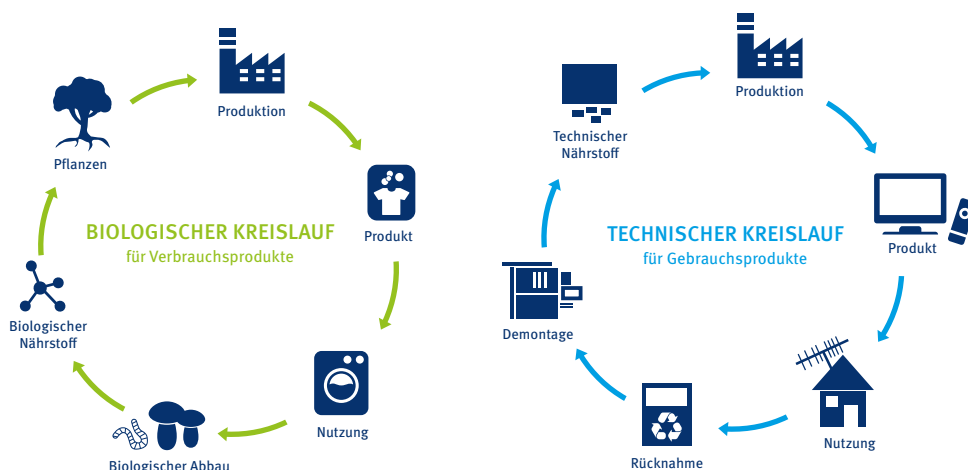 Produktion
Pflanzen
Produkt
BIOLOGISCHER KREISLAUF
für Verbrauchsprodukte
Biologischer
Nährstoff
Nutzung
Biologischer Abbau
Produktion
Technischer
Nährstoff
Produkt
TECHNISCHER KREISLAUF
für Gebrauchsprodukte
Demontage
Nutzung
Rücknahme